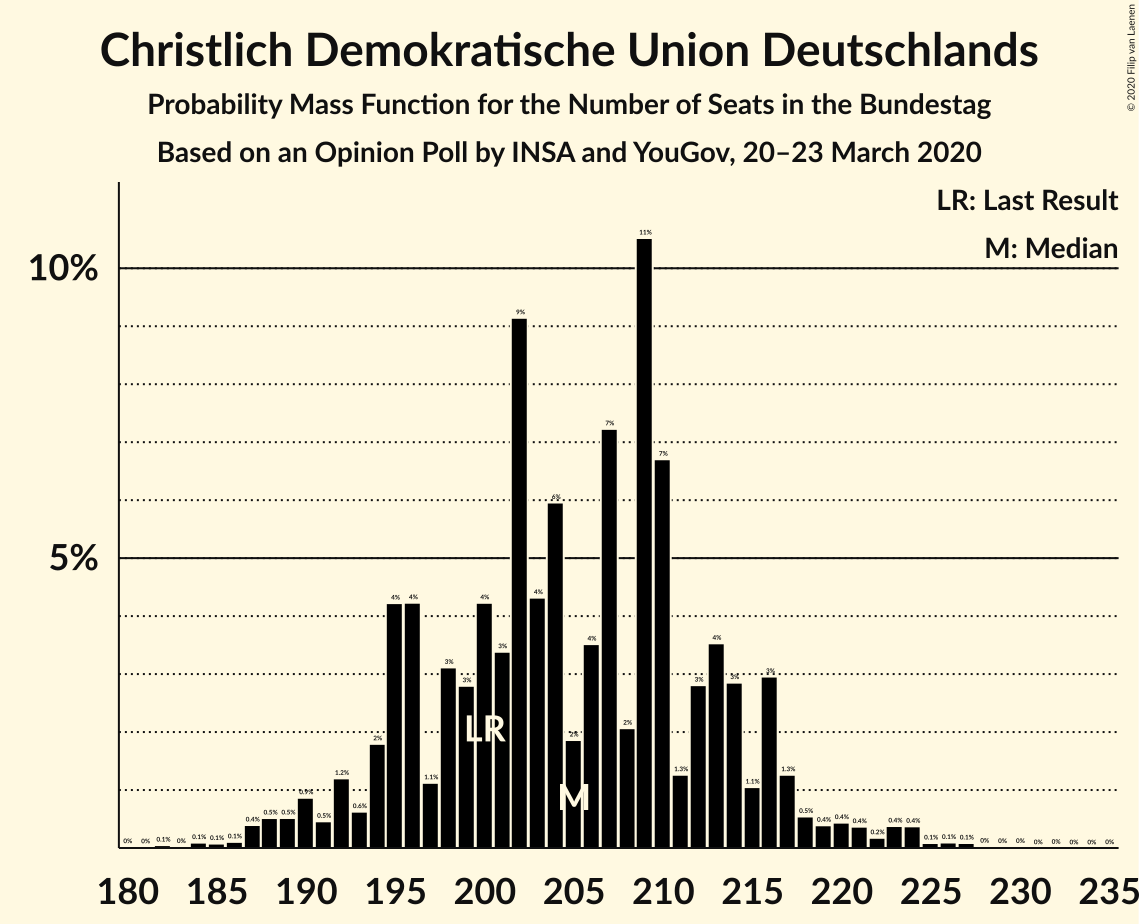 Christlich Demokratische Union Deutschlands
Probability Mass Function for the Number of Seats in the Bundestag
Based on an Opinion Poll by INSA and YouGov, 20–23 March 2020
© 2020 Filip van Laenen
LR: Last Result
M: Median
10%
5%
0% 0% 0.1% 0% 0.1% 0.1% 0.1% 0.4% 0.5% 0.5% 0.9% 0.5% 1.2% 0.6% 2% 4% 4% 1.1% 3% 3% 4% 3% 9% 4% 6% 2% 4% 7% 2% 11% 7% 1.3% 3% 4% 3% 1.1% 3% 1.3% 0.5% 0.4% 0.4% 0.4% 0.2% 0.4% 0.4% 0.1% 0.1% 0.1% 0% 0% 0% 0% 0% 0% 0% 0%
LR
M
180 185 190 195 200 205 210 215 220 225 230 235